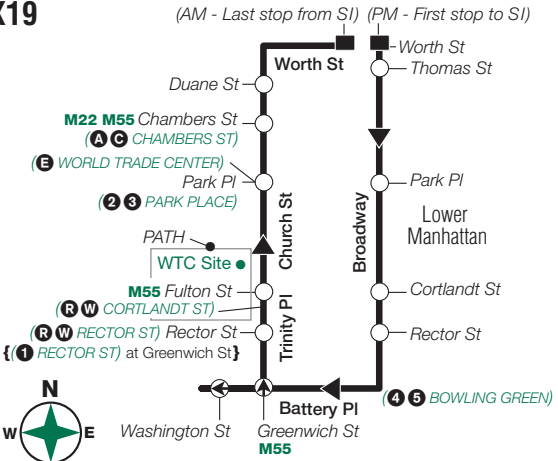 X19
(AM - Last stop from SI) (PM - First stop to SI)
Worth St
Worth St
Thomas St
Duane St
M22 M55 Chambers St
(A C CHAMBERS ST)
(E WORLD TRADE CENTER)
Park Pl
(2 3 PARK PLACE)
Park Pl
Church St
Broadway
Lower
Manhattan
PATH
WTC Site
M55 Fulton St
(R W CORTLANDT ST)
Cortlandt St
Trinity Pl
(R W RECTOR ST) Rector St
{(1 RECTOR ST) at Greenwich St}
Rector St
N
W E
Battery Pl
(4 5 BOWLING GREEN)
Washington St
Greenwich St
M55